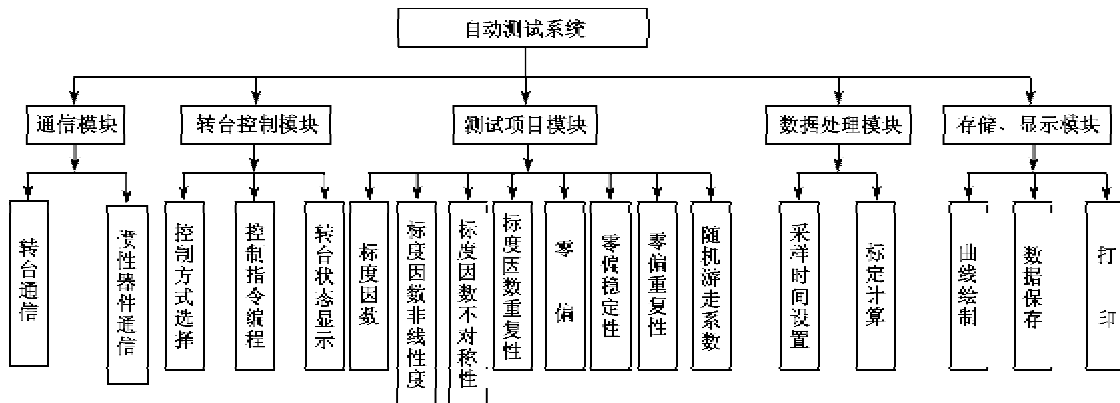 自动测试系统
通信模块
转台控制模块
测试项目模块
数据处理模块
存储、显示模块
转台通信
性器件通信
控制方式选择
控制指令编程
转台状态显示
标度因数
标度因数非线性度
标度因数不对称性
标度因数重复性
零偏
零偏稳定性
零偏重复性
随机游走系数
采样时间设置
标定计算
曲线绘制
数据保存
打印